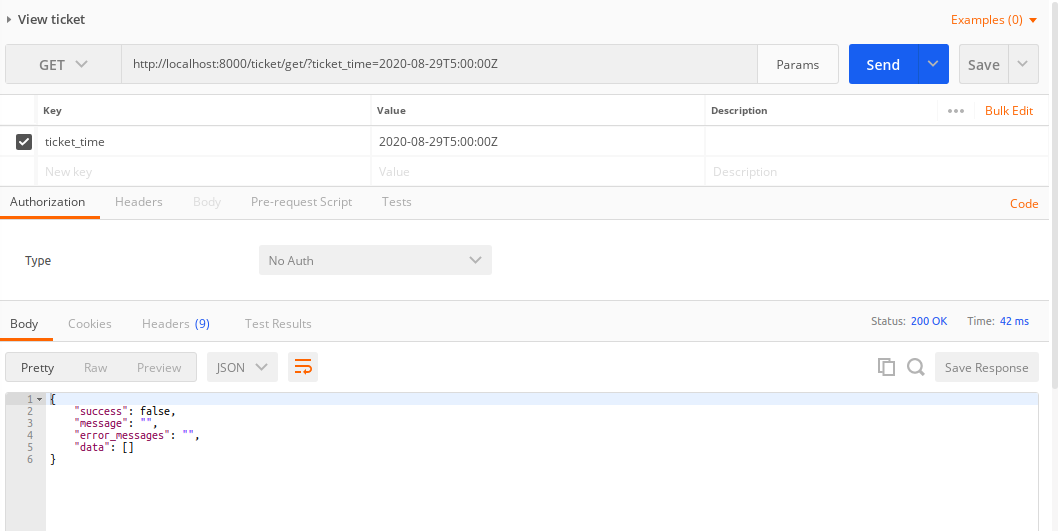 View ticket
Examples (0)
GET http://localhost:8000/ticket/get/?ticket_time=2020-08-29T5:00:00Z Params Send Save
Key Value Description Bulk Edit
ticket_time 2020-08-29T5:00:00Z
New key Value Description
Authorization Headers Body Pre-request Script Tests Code
Type No Auth
Body Cookies Headers (9) Test Results Status: 200 OK Time: 42 ms
Pretty Raw Preview JSON Save Response
1 {
2 "success": false,
3 "message": "",
4 "error_messages": "",
5 "data": []
6 }